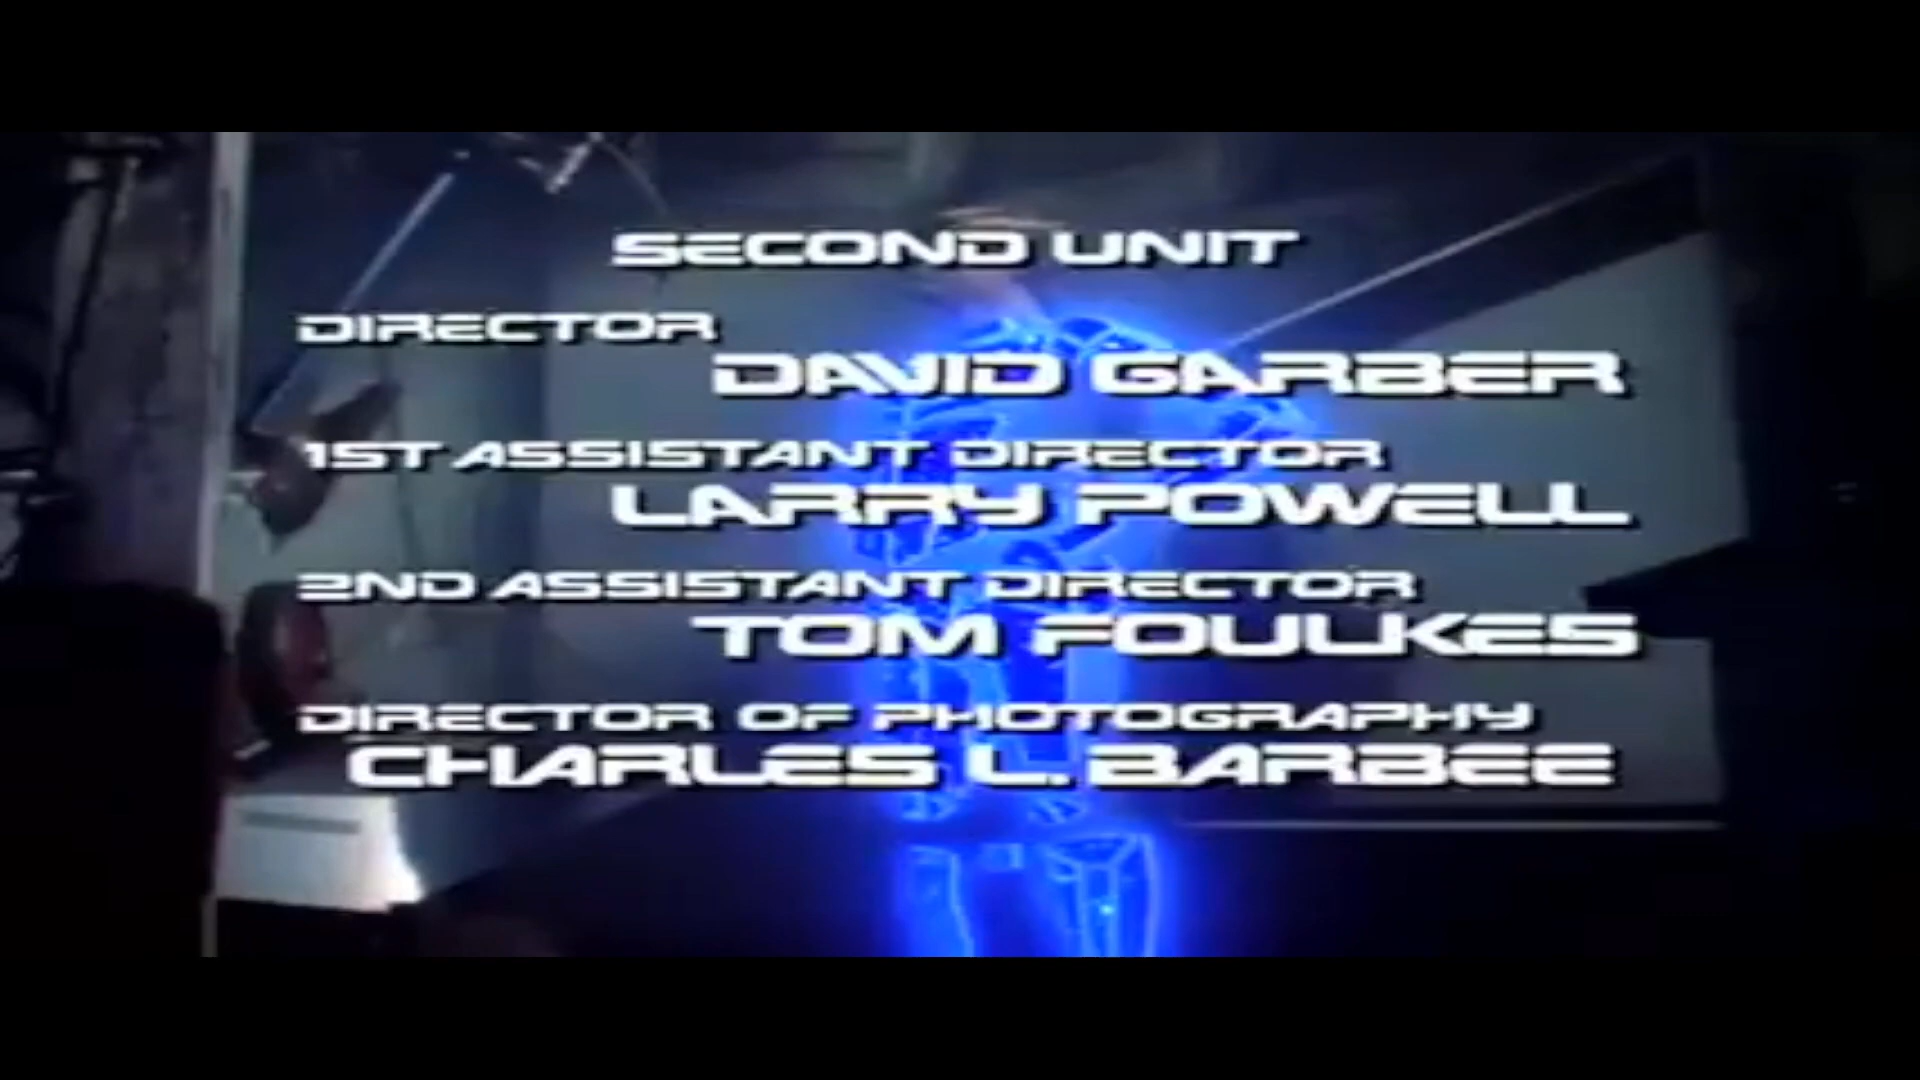 SECOND UNIT
DIRECTOR
DAVID GARBER
1ST ASSISTANT DIRECTOR
LARRY POWELL
2ND ASSISTANT DIRECTOR
TOM FOULKES
DIRECTOR OF PHOTOGRAPHY
CHARLES L. BARBEE